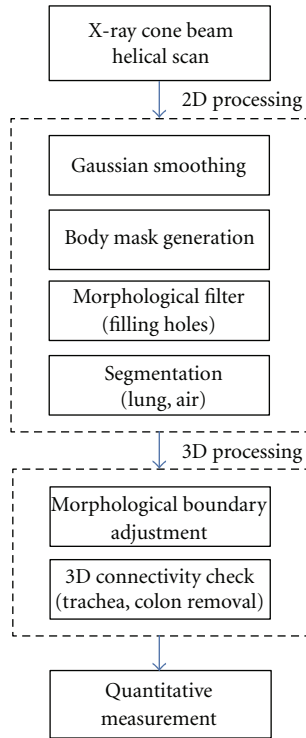 X-ray cone beam
helical scan
2D processing
Gaussian smoothing
Body mask generation
Morphological filter
(filling holes)
Segmentation
(lung, air)
3D processing
Morphological boundary
adjustment
3D connectivity check
(trachea, colon removal)
Quantitative
measurement